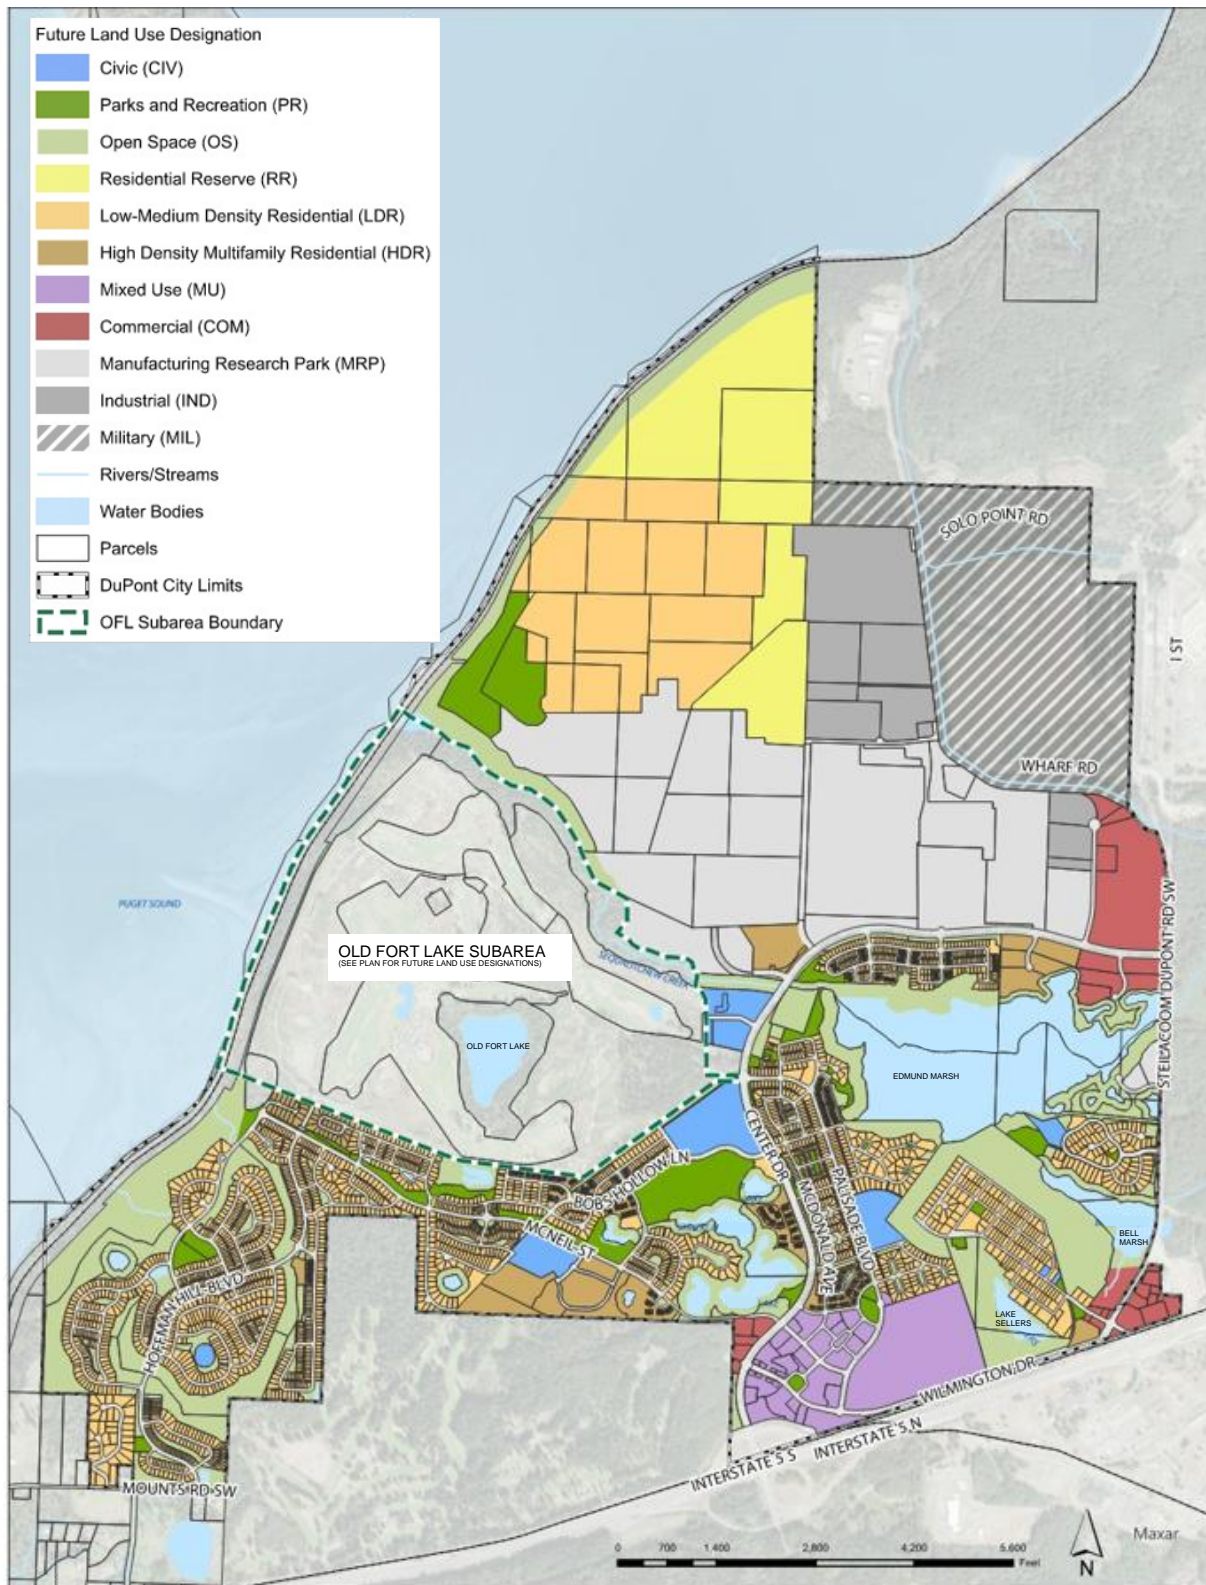 Future Land Use Designation
Civic (CIV)
Parks and Recreation (PR)
Open Space (OS)
Residential Reserve (RR)
Low-Medium Density Residential (LDR)
High Density Multifamily Residential (HDR)
Mixed Use (MU)
Commercial (COM)
Manufacturing Research Park (MRP)
Industrial (IND)
Military (MIL)
Rivers/Streams
Water Bodies
Parcels
DuPont City Limits
OFL Subarea Boundary
SOLO POINT RD
I ST
WHARF RD
PUGET SOUND
OLD FORT LAKE SUBAREA
(SEE PLAN FOR FUTURE LAND USE DESIGNATIONS)
SEQUALITCHEW CREEK
STEILACOOM DUPONT RD SW
OLD FORT LAKE
EDMUND MARSH
CENTER DR
PALISADE BLVD
MCDONALD AVE
BOBS HOLLOW LN
MCNEIL ST
BELL
MARSH
HOFFMAN HILL BLVD
LAKE
SELLERS
WILMINGTON DR
INTERSTATE 5 S
INTERSTATE 5 N
MOUNTS RD SW
0 700 1,400 2,800 4,200 5,600
Feet
N
Maxar